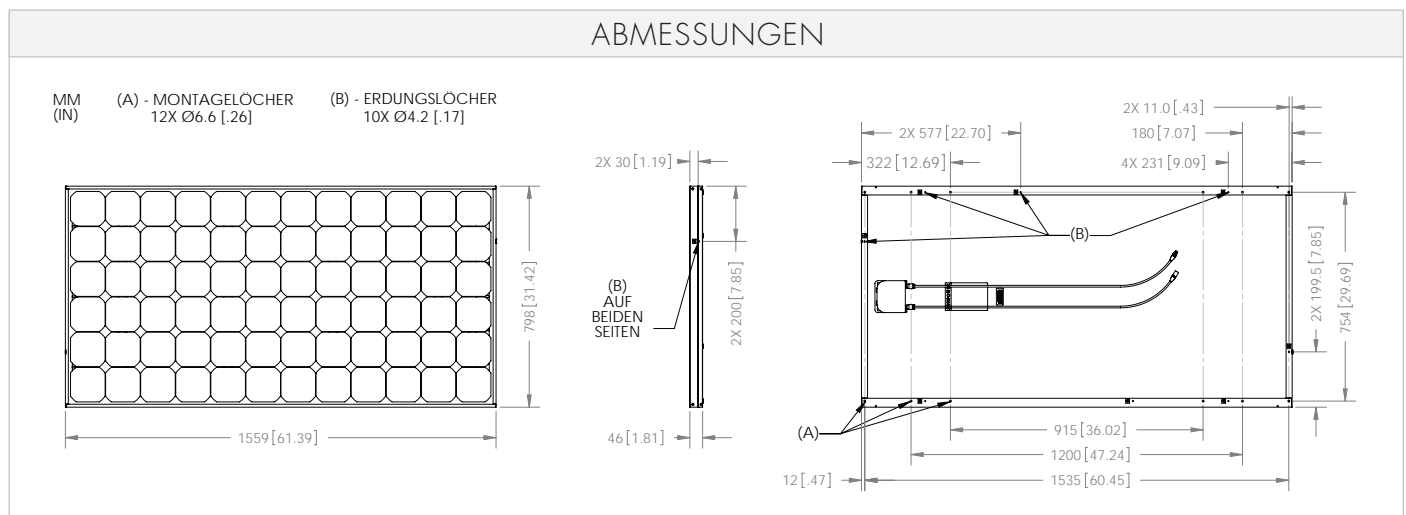 ABMESSUNGEN
MM
(IN)
(A) - MONTAGELÖCHER
12X Ø6.6 [.26]
(B) - ERDUNGSLÖCHER
10X Ø4.2 [.17]
2X 11.0 [.43]
2X 577 [22.70]
180 [7.07]
2X 30 [1.19]
322 [12.69]
4X 231 [9.09]
(B)
798 [31.42]
(B)
AUF
BEIDEN
SEITEN
2X 200 [7.85]
2X 199.5 [7.85]
754 [29.69]
1559 [61.39]
46 [1.81]
(A)
915 [36.02]
1200 [47.24]
12 [.47]
1535 [60.45]